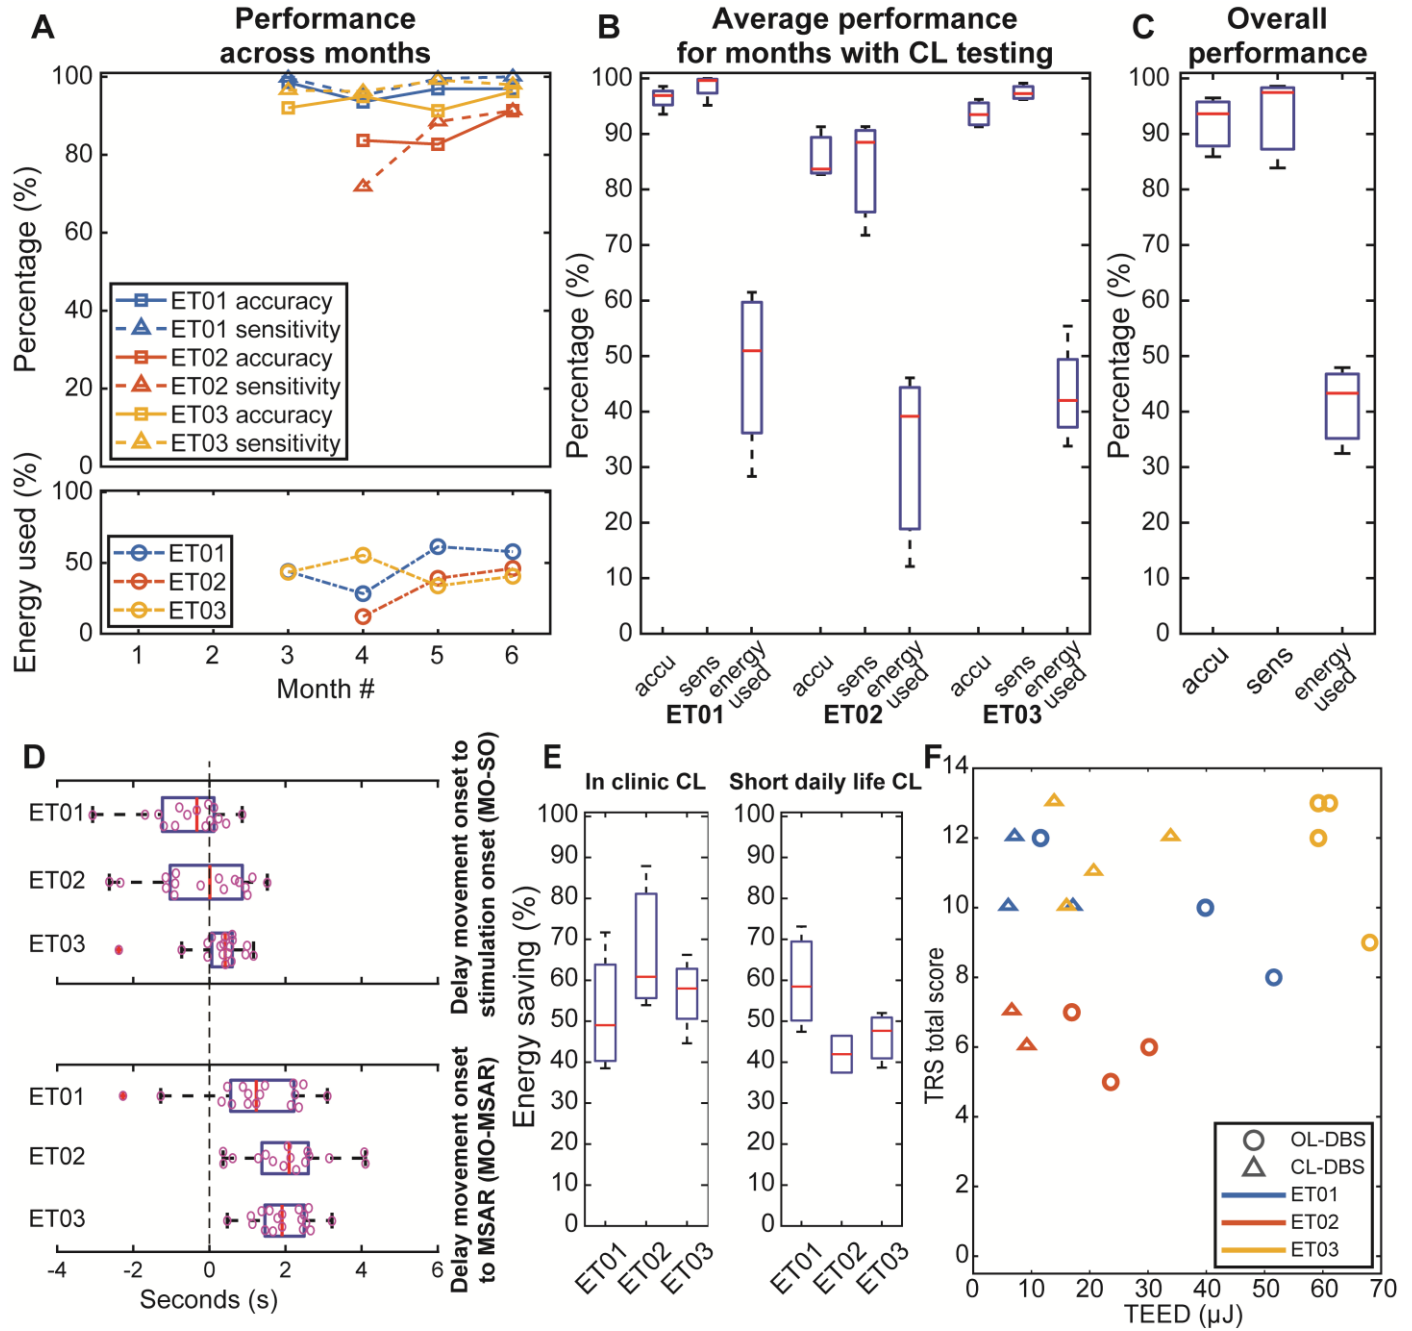 A
Performance
across months
Percentage (%)
100
80
60
40
20
0
ET01 accuracy
ET01 sensitivity
ET02 accuracy
ET02 sensitivity
ET03 accuracy
ET03 sensitivity
Energy used (%)
100
50
0
ET01
ET02
ET03
1 2 3 4 5 6
Month #
B
Average performance
for months with CL testing
Percentage (%)
100
90
80
70
60
50
40
30
20
10
0
accu sens energy used accu sens energy used accu sens energy used
ET01 ET02 ET03
C
Overall
performance
Percentage (%)
100
90
80
70
60
50
40
30
20
10
0
accu sens energy used
D
ET01
ET02
ET03
Delay movement onset to
stimulation onset (MO-SO)
ET01
ET02
ET03
Delay movement onset
to MSAR (MO-MSAR)
-4 -2 0 2 4 6
Seconds (s)
E
In clinic CL
Short daily life CL
Energy saving (%)
100
90
80
70
60
50
40
30
20
10
0
ET01 ET02 ET03
100
90
80
70
60
50
40
30
20
10
0
ET01 ET02 ET03
F
TRS total score
14
12
10
8
6
4
2
0
OL-DBS
CL-DBS
ET01
ET02
ET03
0 10 20 30 40 50 60 70
TEED (μJ)